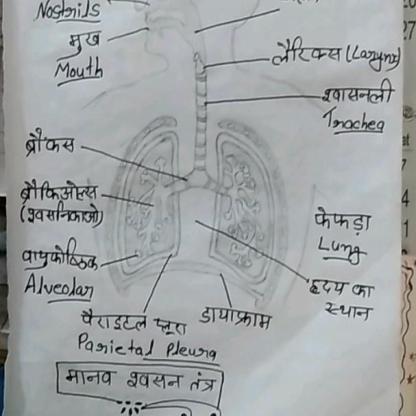 Nostrils
मुख
Mouth
लैरिंक्स (Larynx)
श्वासनली
Trachea
ब्रौंकस
ब्रौंकिओल्स
(श्वसनिकाओ)
वायुकोष्ठिक
Alveolar
फेफड़ा
Lung
हृदय का
स्थान
पैराइटल प्लूरा
Parietal Pleura
डायाफ्राम
मानव श्वसन तंत्र